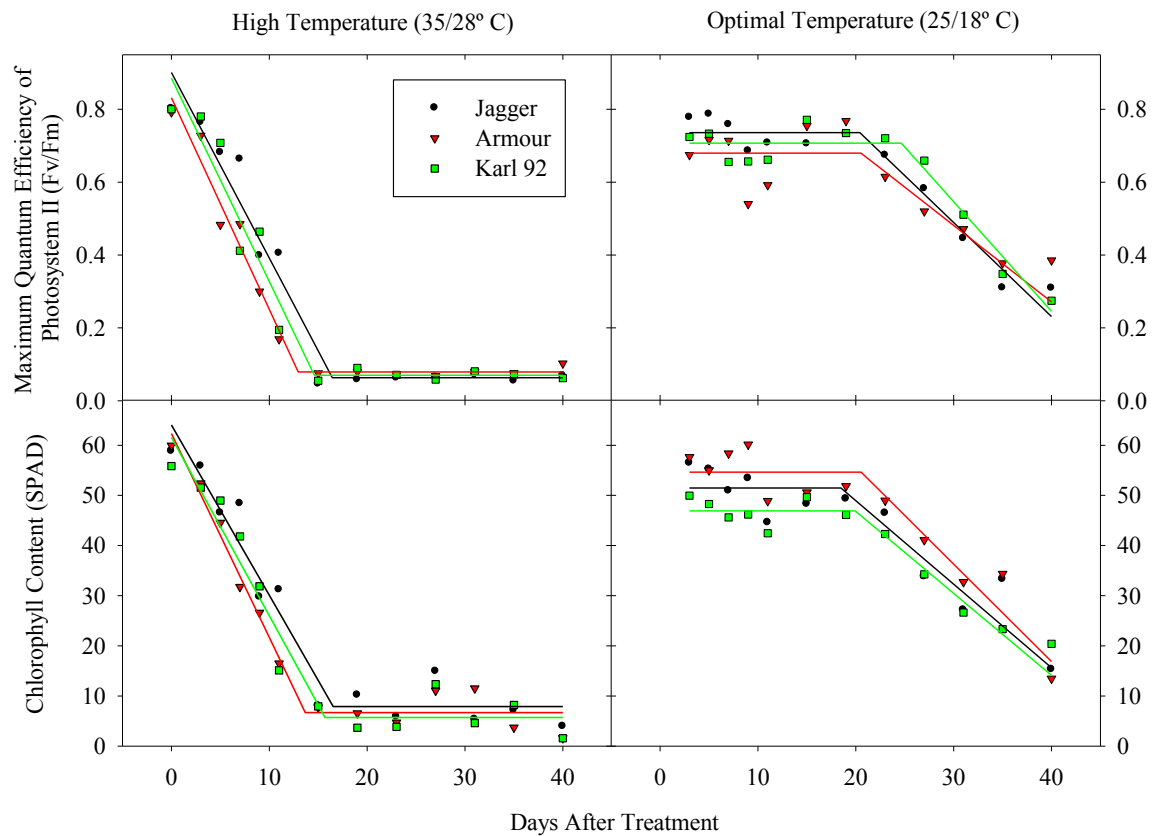 High Temperature (35/28º C)
Optimal Temperature (25/18º C)
Maximum Quantum Efficiency of
Photosystem II (Fv/Fm)
0.8
0.6
0.4
0.2
0.0
Jagger
Armour
Karl 92
0.8
0.6
0.4
0.2
0.0
Chlorophyll Content (SPAD)
60
50
40
30
20
10
0
60
50
40
30
20
10
0
0 10 20 30 40
0 10 20 30 40
Days After Treatment